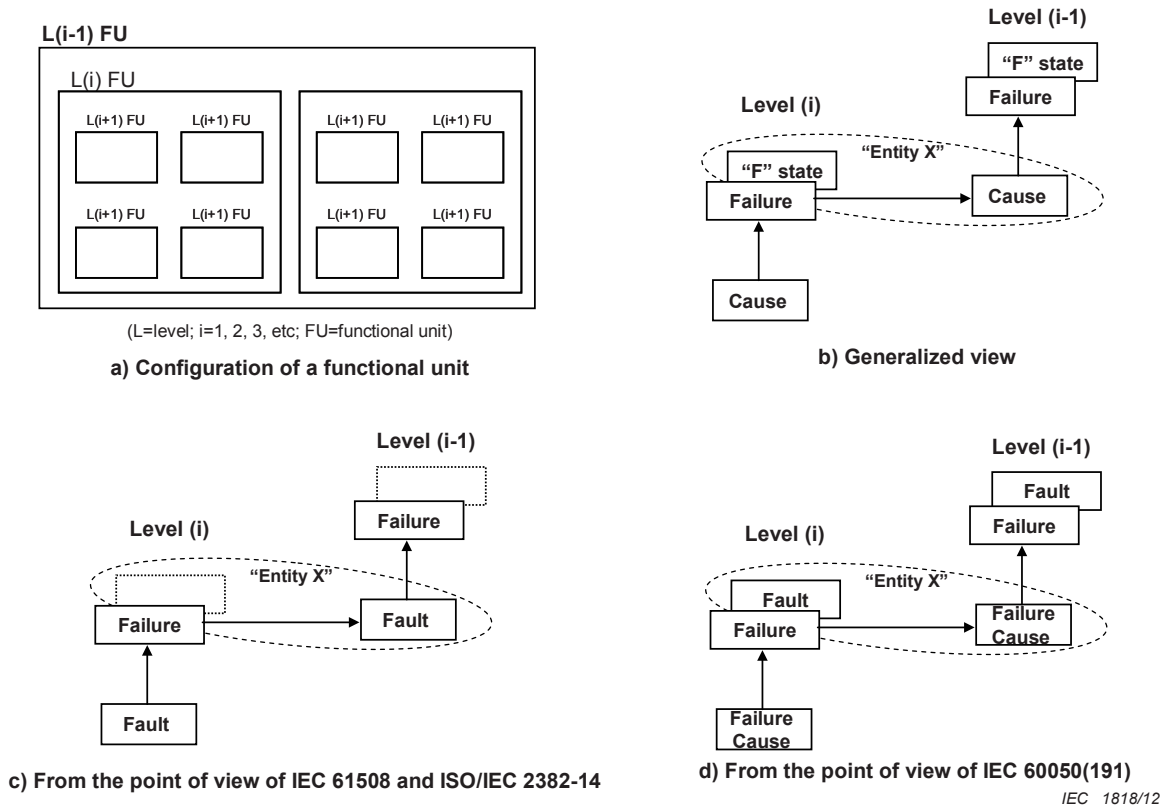 L(i-1) FU
L(i) FU
L(i+1) FU L(i+1) FU L(i+1) FU L(i+1) FU
L(i+1) FU L(i+1) FU L(i+1) FU L(i+1) FU
(L=level; i=1, 2, 3, etc; FU=functional unit)
a) Configuration of a functional unit
Level (i-1)
“F” state
Failure
Level (i)
“Entity X”
“F” state
Failure
Cause
Cause
b) Generalized view
Level (i-1)
Failure
Level (i)
“Entity X”
Failure
Fault
Fault
c) From the point of view of IEC 61508 and ISO/IEC 2382-14
Level (i-1)
Fault
Failure
Level (i)
“Entity X”
Fault
Failure
Failure
Cause
Failure
Cause
d) From the point of view of IEC 60050(191)
IEC 1818/12